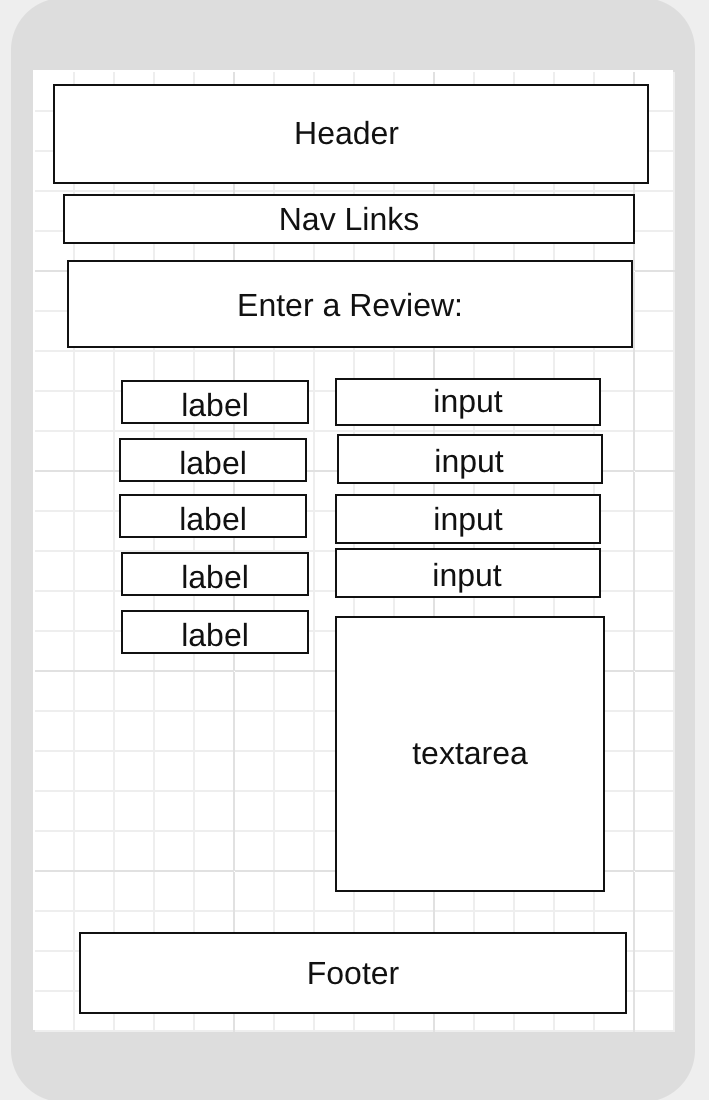 Header
Nav Links
Enter a Review:
label
input
label
input
label
input
label
input
label
textarea
Footer